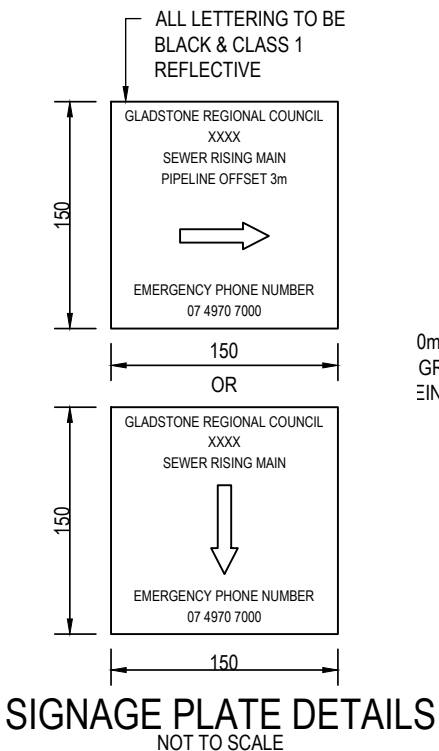 ALL LETTERING TO BE
BLACK & CLASS 1
REFLECTIVE
GLADSTONE REGIONAL COUNCIL
XXXX
SEWER RISING MAIN
PIPELINE OFFSET 3m
EMERGENCY PHONE NUMBER
07 4970 7000
150
150
OR
GLADSTONE REGIONAL COUNCIL
XXXX
SEWER RISING MAIN
EMERGENCY PHONE NUMBER
07 4970 7000
150
150
SIGNAGE PLATE DETAILS
NOT TO SCALE